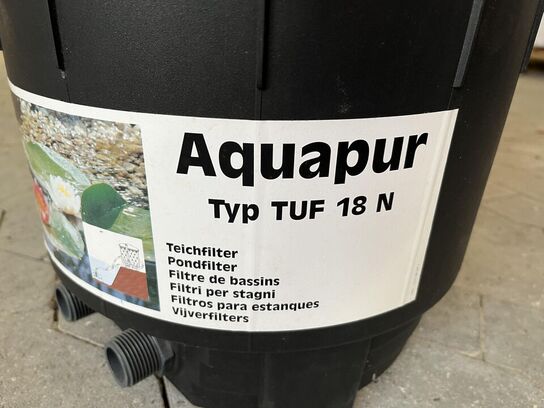 Aquapur
Typ TUF 18 N
Teichfilter
Pondfilter
Filtre de bassins
Filtri per stagni
Filtros para estanques
Vijverfilters